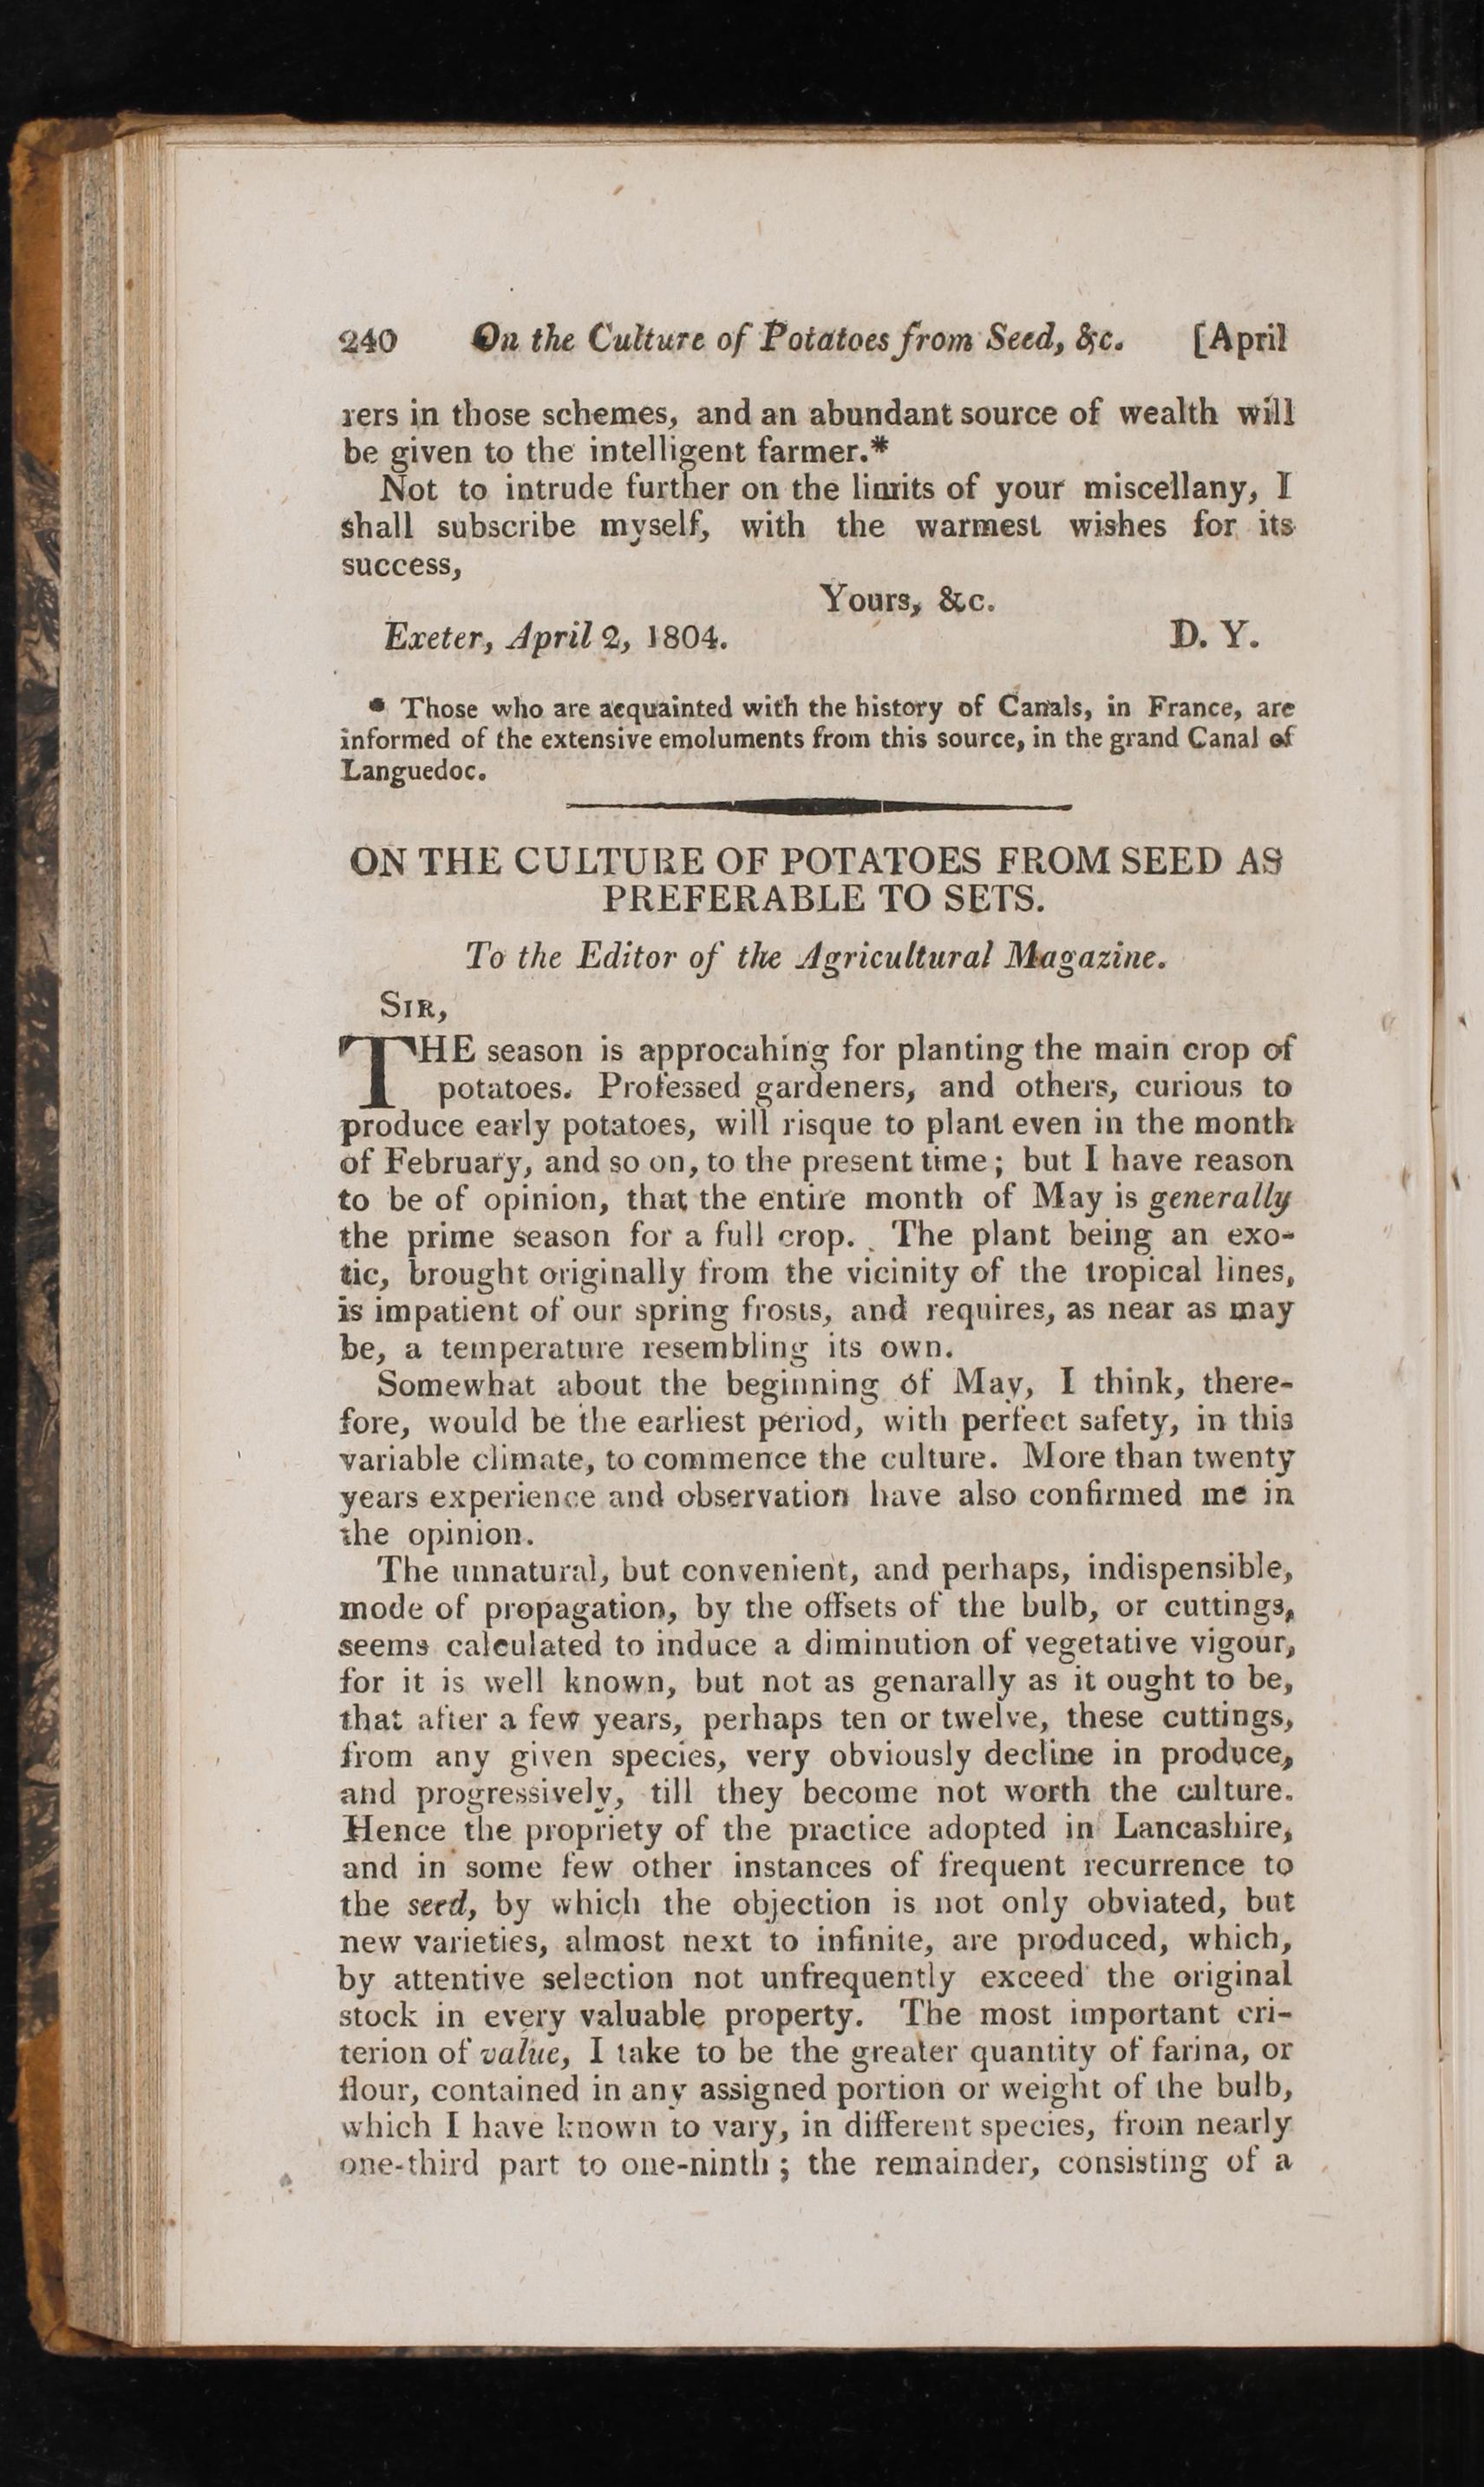 240 On the Culture of Potatoes from Seed, &c. [April
rers in those schemes, and an abundant source of wealth will
be given to the intelligent farmer.*
Not to intrude further on the limits of your miscellany, I
shall subscribe myself, with the warmest wishes for its
success,
Yours, &c.
Exeter, April 2, 1804. D. Y.
* Those who are acquainted with the history of Canals, in France, are
informed of the extensive emoluments from this source, in the grand Canal of
Languedoc.
ON THE CULTURE OF POTATOES FROM SEED AS
PREFERABLE TO SETS.
To the Editor of the Agricultural Magazine.
SIR,
THE season is approcahing for planting the main crop of
potatoes. Professed gardeners, and others, curious to
produce early potatoes, will risque to plant even in the month
of February, and so on, to the present time; but I have reason
to be of opinion, that the entire month of May is generally
the prime season for a full crop. The plant being an exo-
tic, brought originally from the vicinity of the tropical lines,
is impatient of our spring frosts, and requires, as near as may
be, a temperature resembling its own.
Somewhat about the beginning of May, I think, there-
fore, would be the earliest period, with perfect safety, in this
variable climate, to commence the culture. More than twenty
years experience and observation have also confirmed me in
the opinion.
The unnatural, but convenient, and perhaps, indispensible,
mode of propagation, by the offsets of the bulb, or cuttings,
seems calculated to induce a diminution of vegetative vigour,
for it is well known, but not as genarally as it ought to be,
that after a few years, perhaps ten or twelve, these cuttings,
from any given species, very obviously decline in produce,
and progressively, till they become not worth the culture.
Hence the propriety of the practice adopted in Lancashire,
and in some few other instances of frequent recurrence to
the seed, by which the objection is not only obviated, but
new varieties, almost next to infinite, are produced, which,
by attentive selection not unfrequently exceed the original
stock in every valuable property. The most important cri-
terion of value, I take to be the greater quantity of farina, or
flour, contained in any assigned portion or weight of the bulb,
which I have known to vary, in different species, from nearly
one-third part to one-ninth; the remainder, consisting of a